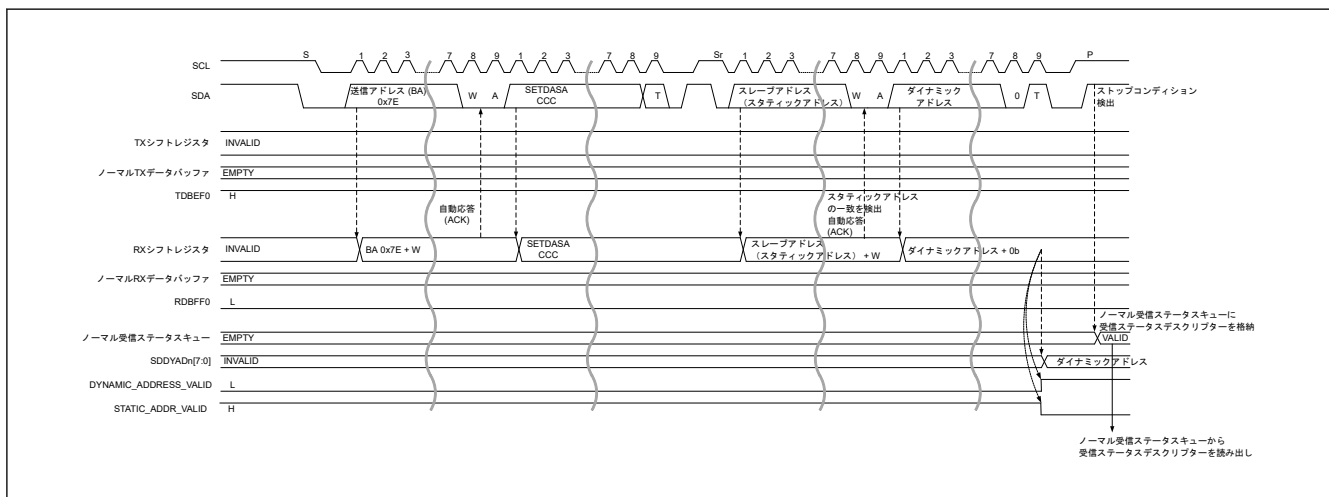 S 1 2 3 7 8 9 1 2 3 7 8 9 Sr 1 2 3 7 8 9 1 2 3 7 8 9 P
SCL
SDA
送信アドレス (BA)
0x7E
W A
SETDASA
CCC
T
スレーブアドレス
（スタティックアドレス）
W A
ダイナミック
アドレス
0 T
ストップコンディション
検出
TXシフトレジスタ INVALID
ノーマルTXデータバッファ EMPTY
TDBEF0 H
自動応答
(ACK)
スタティックアドレス
の一致を検出
自動応答
(ACK)
RXシフトレジスタ INVALID
BA 0x7E + W
SETDASA
CCC
スレーブアドレス
（スタティックアドレス） + W
ダイナミックアドレス + 0b
ノーマルRXデータバッファ EMPTY
RDBFF0 L
ノーマル受信ステータスキューに
受信ステータスデスクリプターを格納
ノーマル受信ステータスキュー EMPTY VALID
SDDYADn[7:0] INVALID ダイナミックアドレス
DYNAMIC_ADDRESS_VALID L
STATIC_ADDR_VALID H
ノーマル受信ステータスキューから
受信ステータスデスクリプターを読み出し